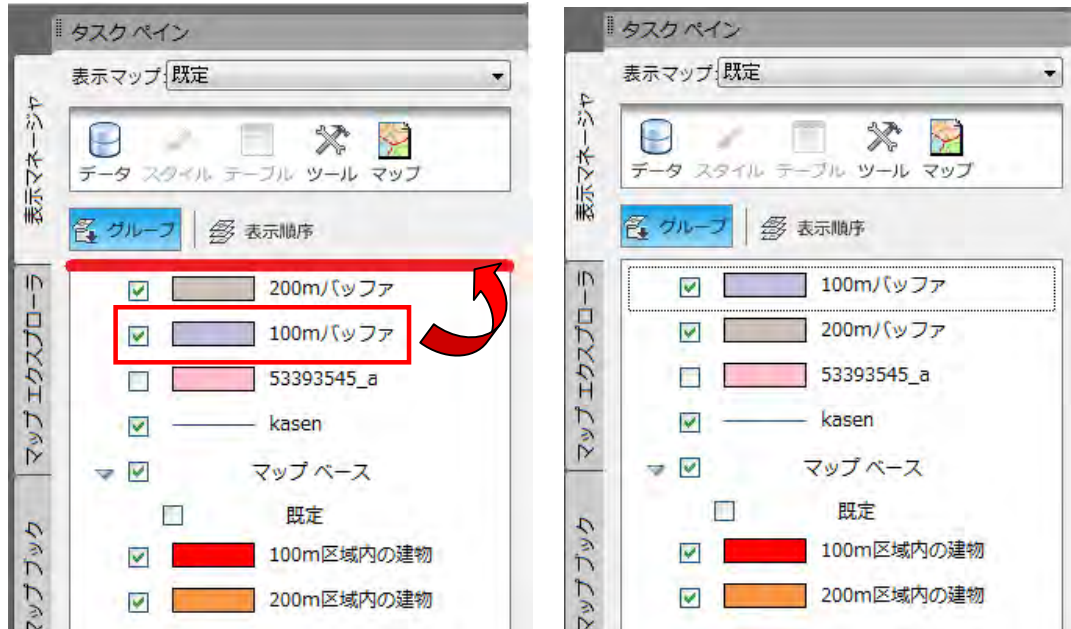 タスク ペイン
表示マップ:既定
データ スタイル テーブル ツール マップ
グループ 表示順序
200mバッファ
100mバッファ
53393545_a
kasen
マップ ベース
既定
100m区域内の建物
200m区域内の建物
表示マネージャ
マップ エクスプローラ
マップ ブック
タスク ペイン
表示マップ:既定
データ スタイル テーブル ツール マップ
グループ 表示順序
100mバッファ
200mバッファ
53393545_a
kasen
マップ ベース
既定
100m区域内の建物
200m区域内の建物
表示マネージャ
マップ エクスプローラ
マップ ブック